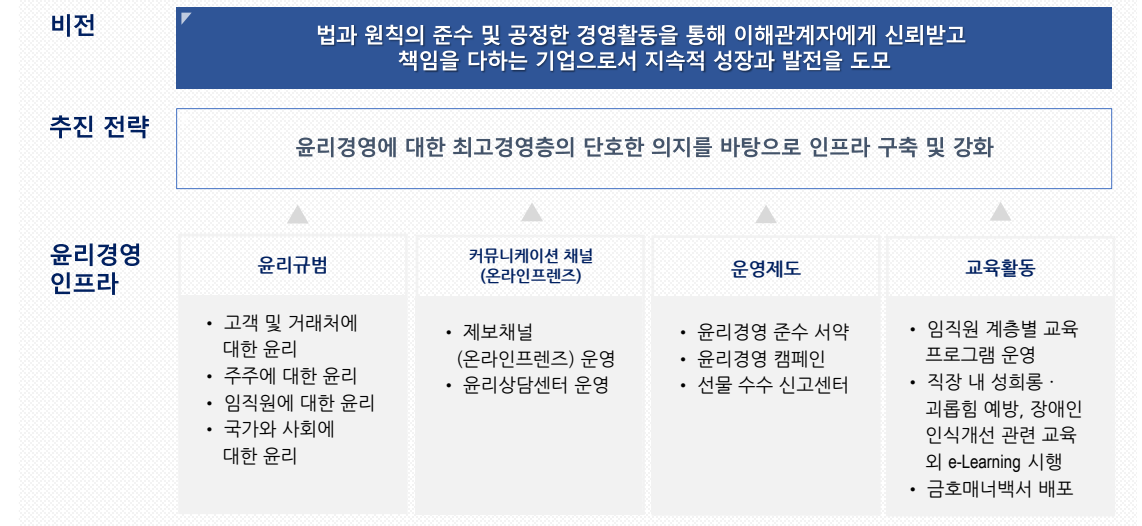 비전
법과 원칙의 준수 및 공정한 경영활동을 통해 이해관계자에게 신뢰받고
책임을 다하는 기업으로서 지속적 성장과 발전을 도모
추진 전략
윤리경영에 대한 최고경영층의 단호한 의지를 바탕으로 인프라 구축 및 강화
윤리경영
인프라
윤리규범
• 고객 및 거래처에
대한 윤리
• 주주에 대한 윤리
• 임직원에 대한 윤리
• 국가와 사회에
대한 윤리
커뮤니케이션 채널
(온라인프렌즈)
• 제보채널
(온라인프렌즈) 운영
• 윤리상담센터 운영
운영제도
• 윤리경영 준수 서약
• 윤리경영 캠페인
• 선물 수수 신고센터
교육활동
• 임직원 계층별 교육
프로그램 운영
• 직장 내 성희롱 ·
괴롭힘 예방, 장애인
인식개선 관련 교육
외 e-Learning 시행
• 금호매너백서 배포